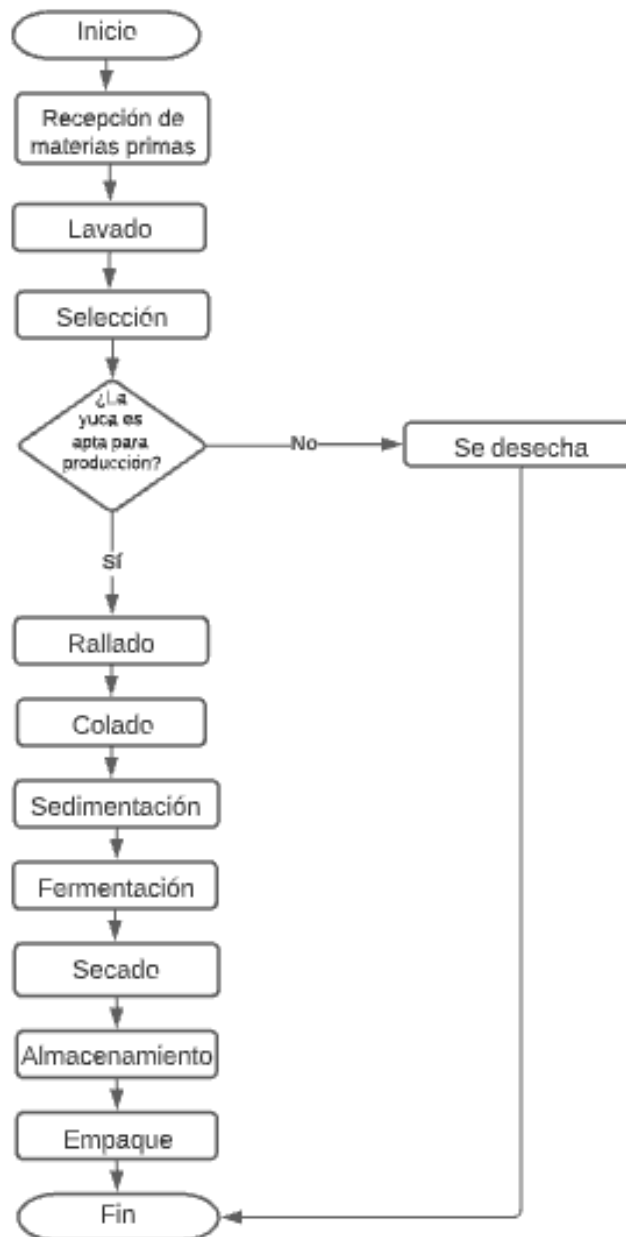 Inicio
Recepción de
materias primas
Lavado
Selección
¿La
yuca es
apta para
producción?
No
Se desecha
Sí
Rallado
Colado
Sedimentación
Fermentación
Secado
Almacenamiento
Empaque
Fin